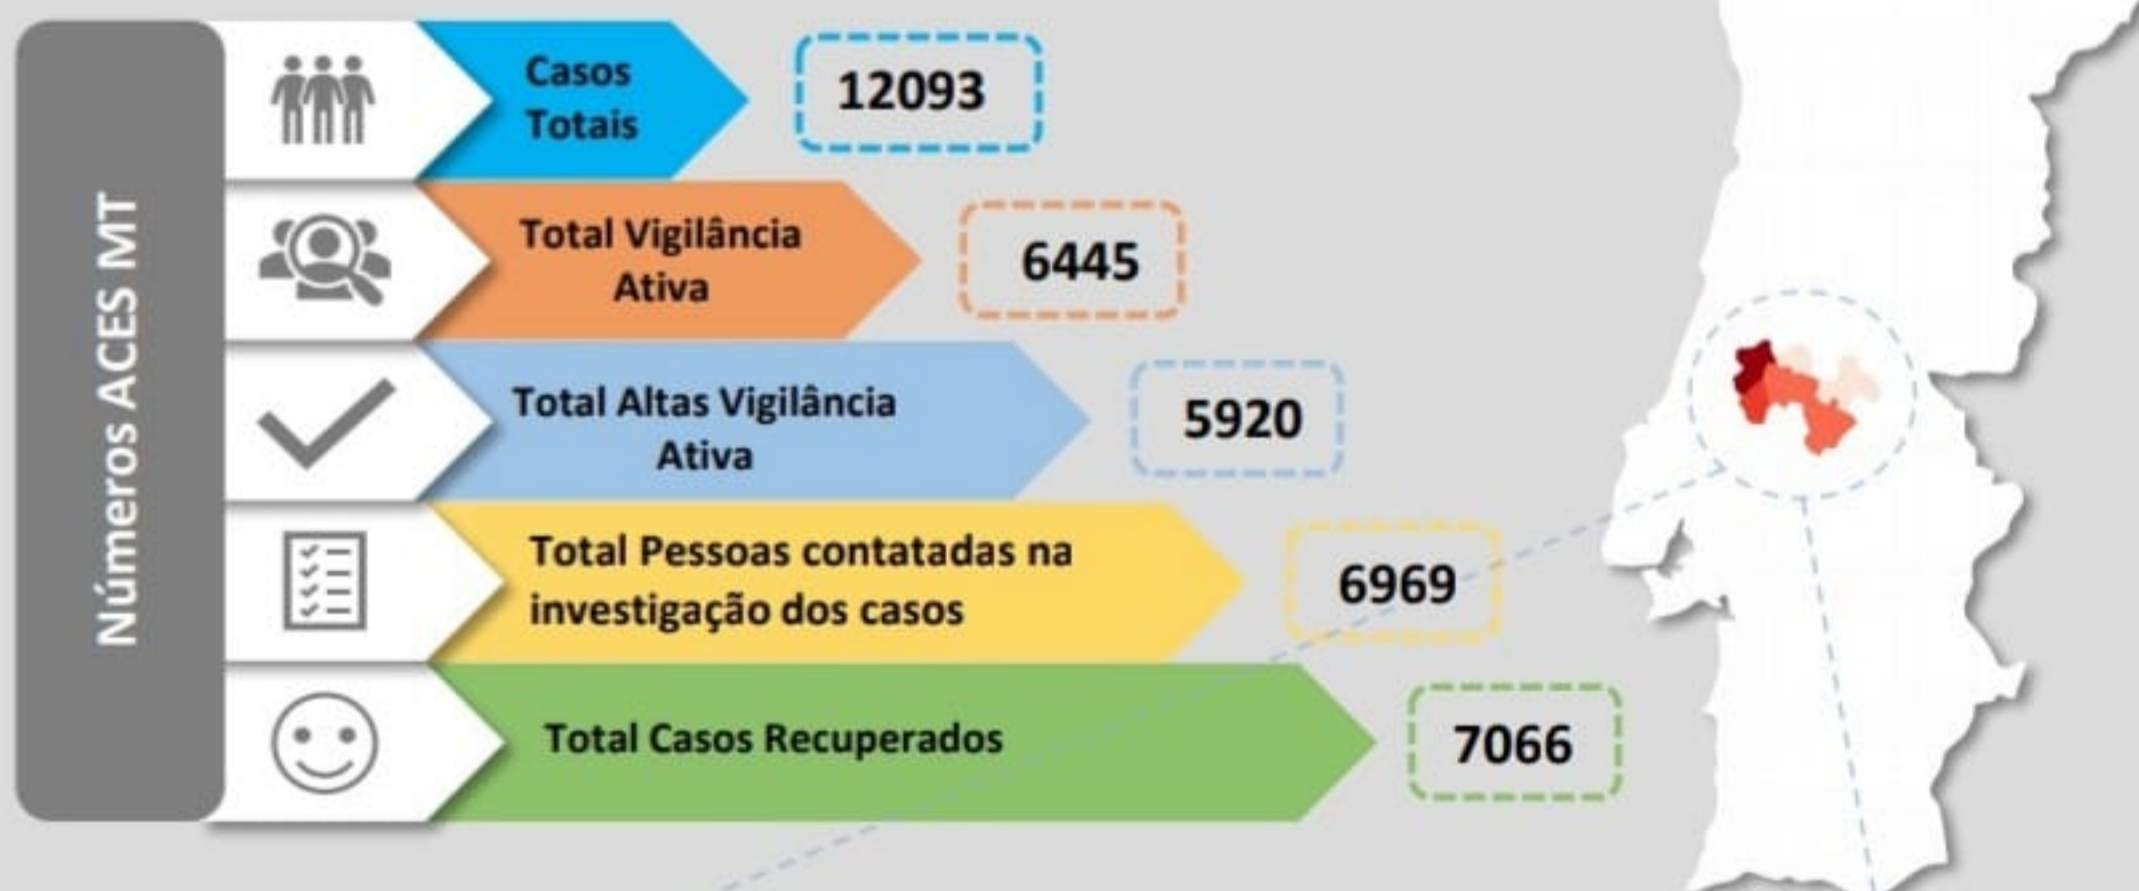 Números ACES MT
Casos
Totais
12093
Total Vigilância
Ativa
6445
Total Altas Vigilância
Ativa
5920
Total Pessoas contatadas na
investigação dos casos
6969
Total Casos Recuperados
7066